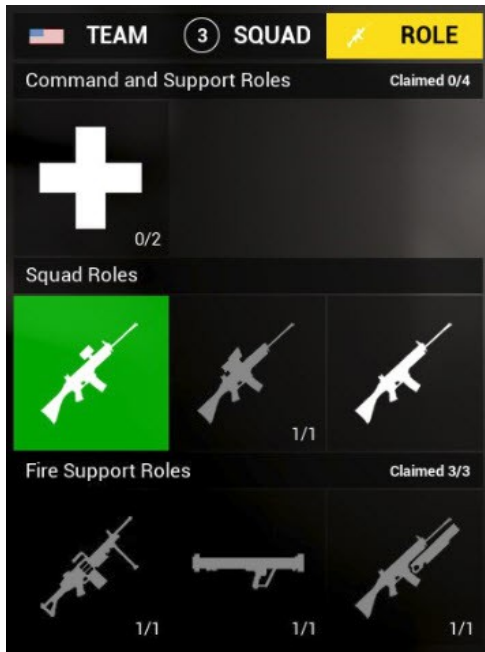 TEAM 3 SQUAD ROLE
Command and Support Roles Claimed 0/4
0/2
Squad Roles
1/1
Fire Support Roles Claimed 3/3
1/1 1/1 1/1